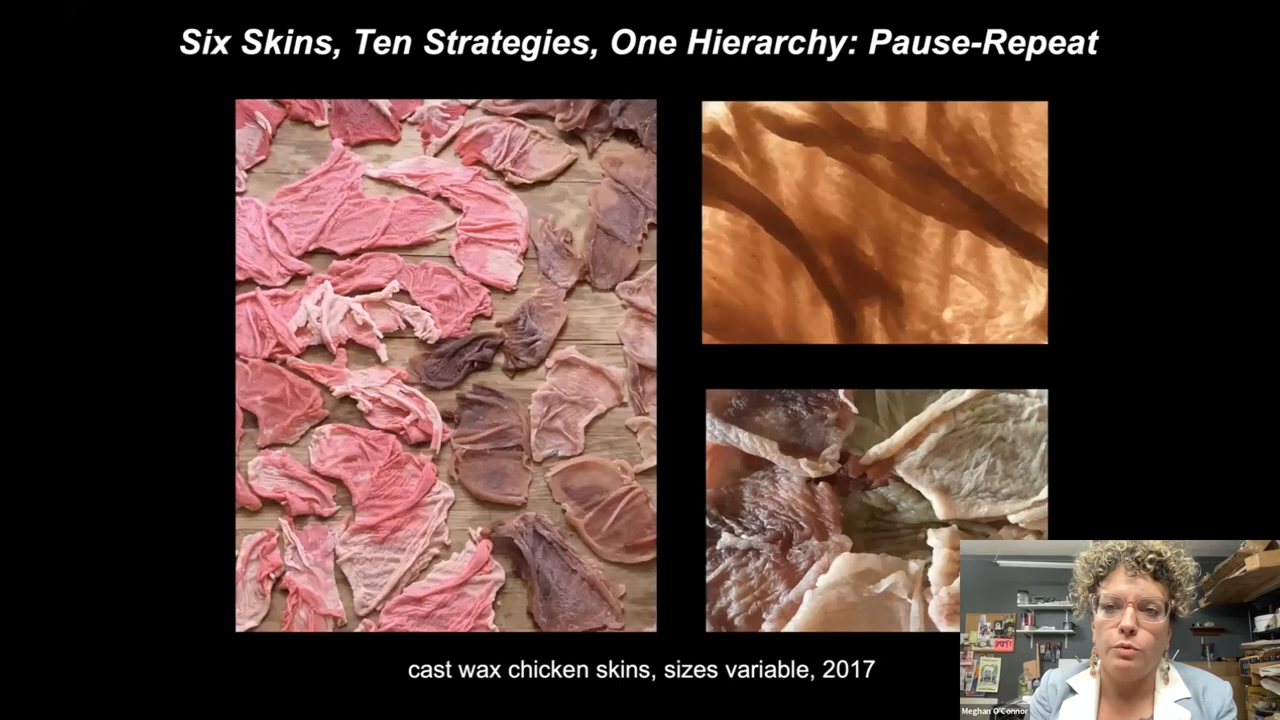 Six Skins, Ten Strategies, One Hierarchy: Pause-Repeat
cast wax chicken skins, sizes variable, 2017
Meghan O'Connor